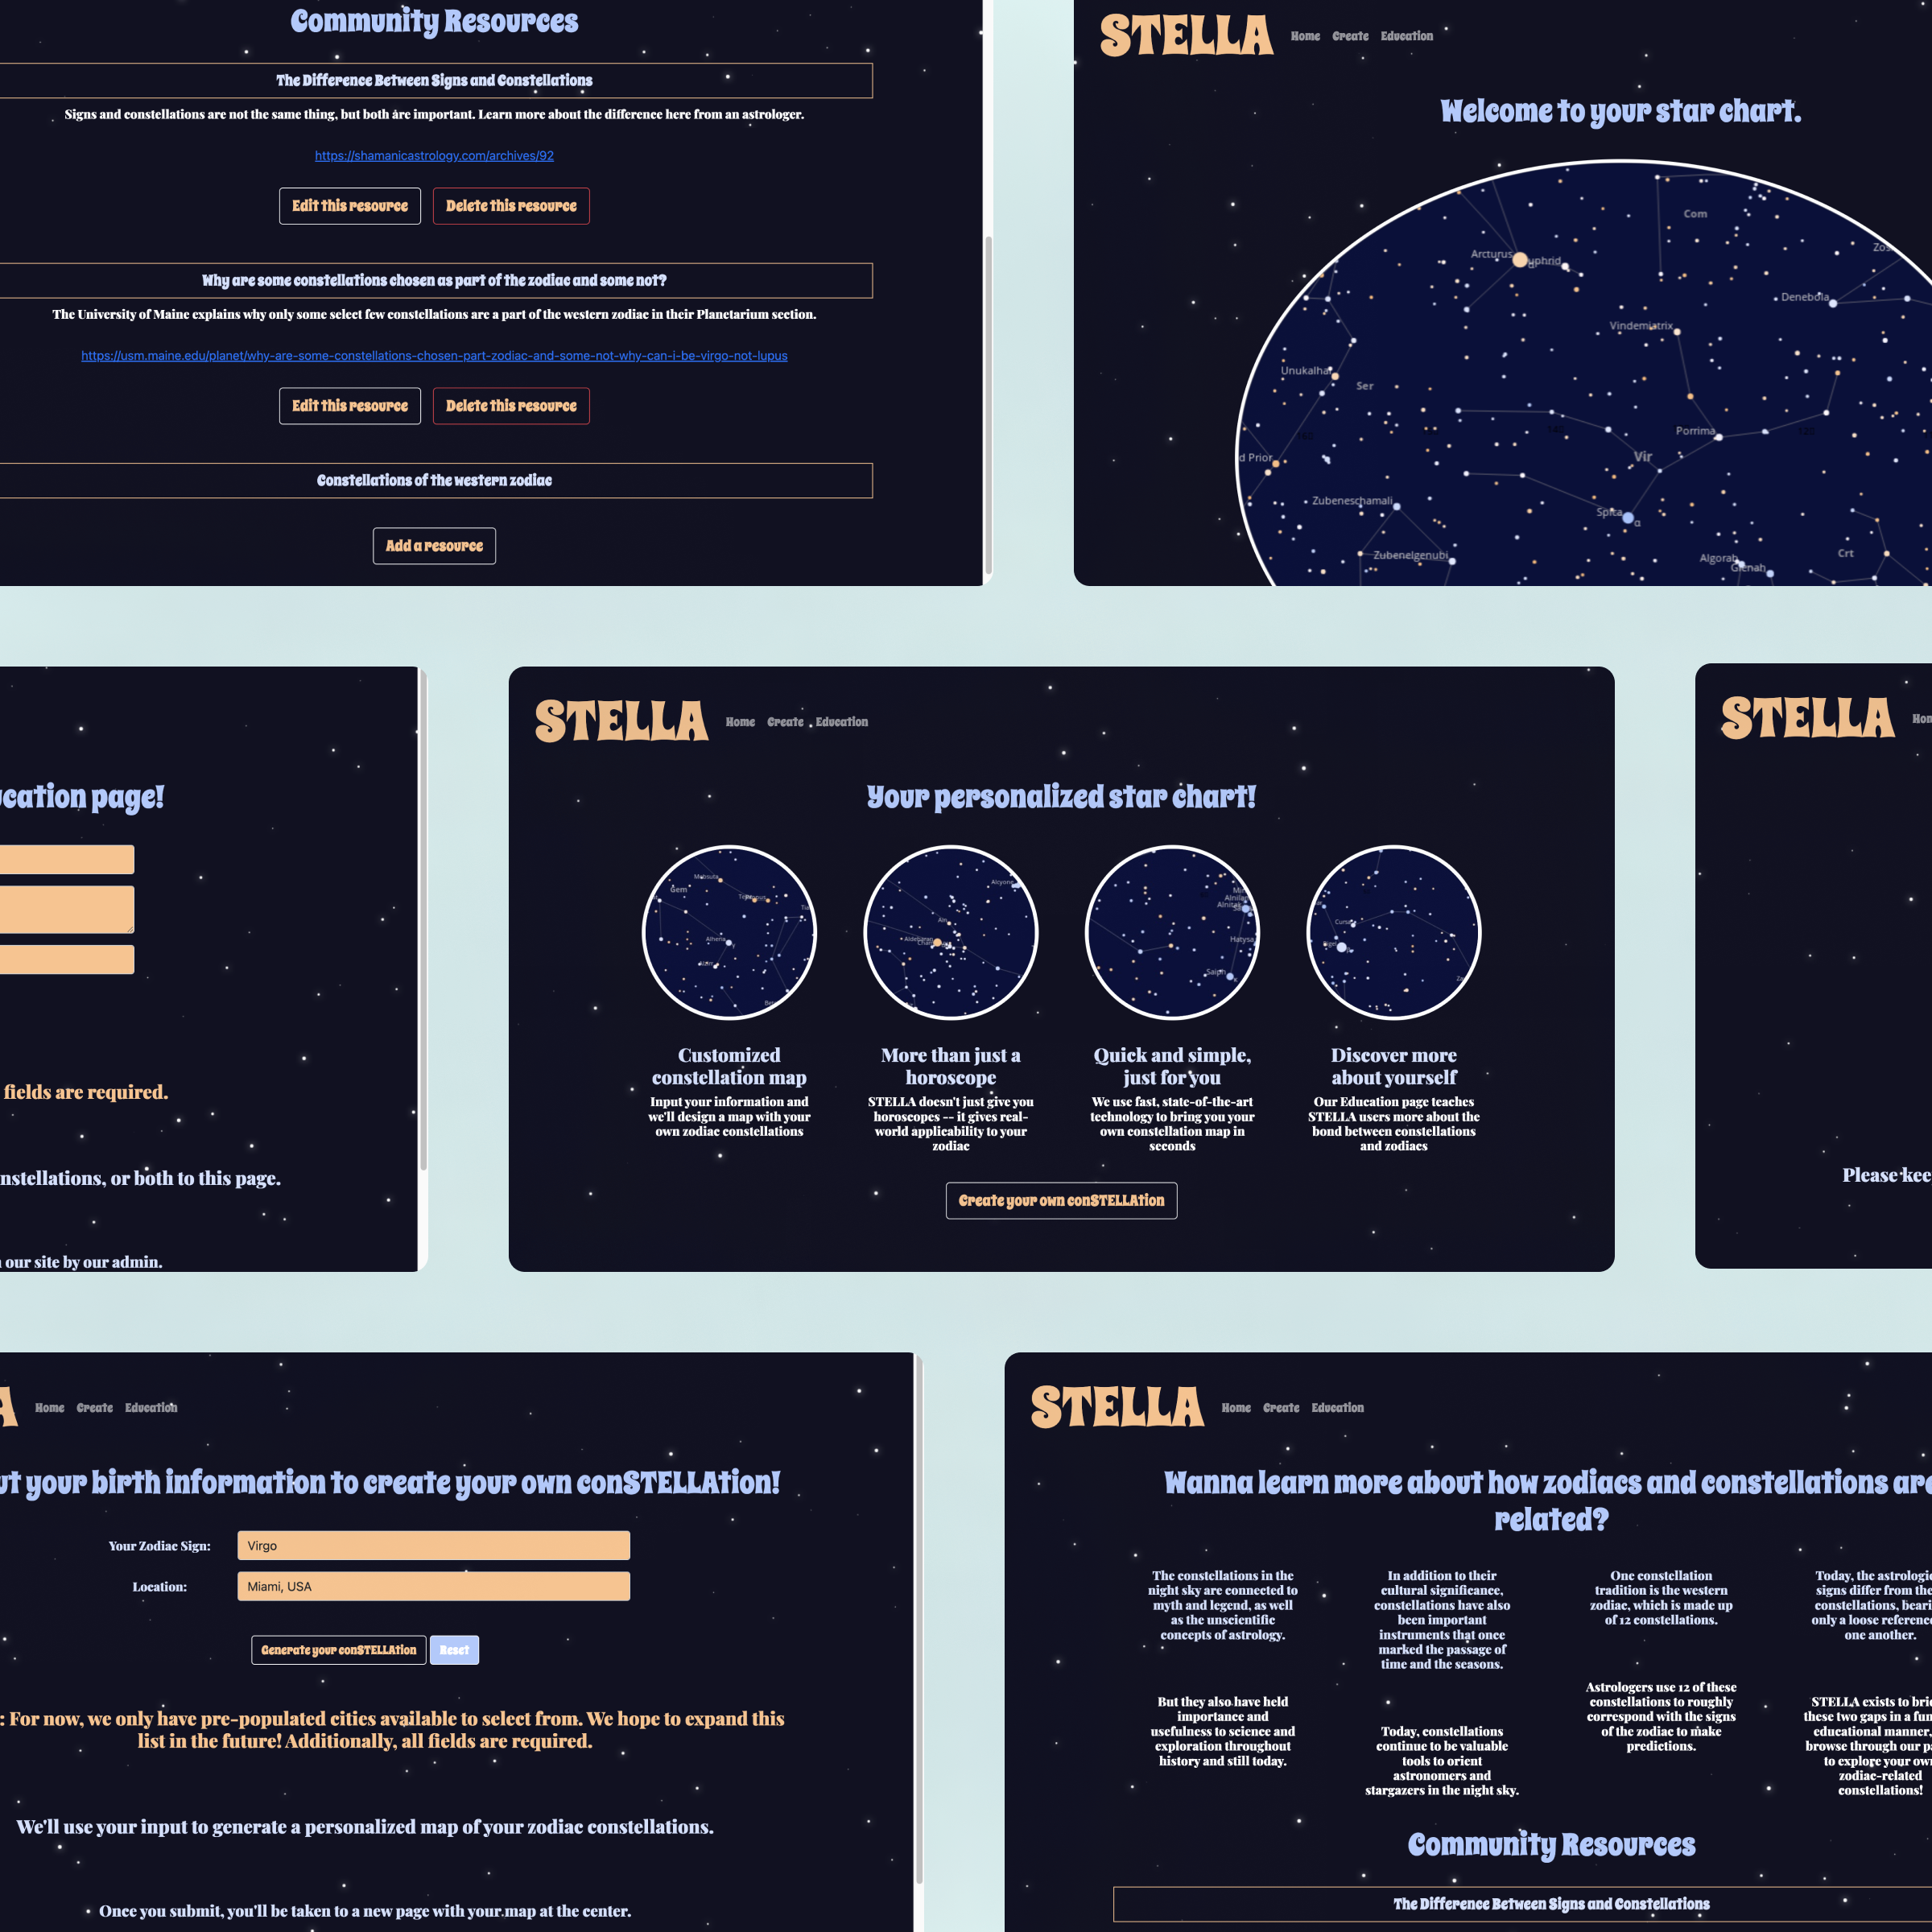 Community Resources
The Difference Between Signs and Constellations
Signs and constellations are not the same thing, but both are important. Learn more about the difference here from an astrologer.
https://shamanicastrology.com/archives/92
Edit this resource
Delete this resource
Why are some constellations chosen as part of the zodiac and some not?
The University of Maine explains why only some select few constellations are a part of the western zodiac in their Planetarium section.
https://usm.maine.edu/planet/why-are-some-constellations-chosen-part-zodiac-and-some-not-why-can-i-be-virgo-not-lupus
Edit this resource
Delete this resource
Constellations of the western zodiac
Add a resource
STELLA
Home
Create
Education
Welcome to your star chart.
Com
Arcturus
uphrid
Zos
Denebola
Vindemiatrix
Unukalhai
Ser
Porrima
d Prior
Vir
Zubeneschamali
Spica
α
Zubenelgenubi
Algorab
Gienah
Crt
cation page!
fields are required.
nstellations, or both to this page.
our site by our admin.
STELLA
Home
Create
Education
Your personalized star chart!
Mebsuta
Gem
Alhena
Alcyone
Ain
Aldebaran
Alnilam
Alnitak
Hatysa
Saiph
Cursa
Customized
constellation map
Input your information and
we'll design a map with your
own zodiac constellations
More than just a
horoscope
STELLA doesn't just give you
horoscopes -- it gives real-
world applicability to your
zodiac
Quick and simple,
just for you
We use fast, state-of-the-art
technology to bring you your
own constellation map in
seconds
Discover more
about yourself
Our Education page teaches
STELLA users more about the
bond between constellations
and zodiacs
Create your own conSTELLAtion
STELLA
Hon
Please kee
A
Home
Create
Education
ut your birth information to create your own conSTELLAtion!
Your Zodiac Sign:
Virgo
Location:
Miami, USA
Generate your conSTELLAtion
Reset
: For now, we only have pre-populated cities available to select from. We hope to expand this
list in the future! Additionally, all fields are required.
We'll use your input to generate a personalized map of your zodiac constellations.
Once you submit, you'll be taken to a new page with your map at the center.
STELLA
Home
Create
Education
Wanna learn more about how zodiacs and constellations are
related?
The constellations in the
night sky are connected to
myth and legend, as well
as the unscientific
concepts of astrology.
But they also have held
importance and
usefulness to science and
exploration throughout
history and still today.
In addition to their
cultural significance,
constellations have also
been important
instruments that once
marked the passage of
time and the seasons.
Today, constellations
continue to be valuable
tools to orient
astronomers and
stargazers in the night sky.
One constellation
tradition is the western
zodiac, which is made up
of 12 constellations.
Astrologers use 12 of these
constellations to roughly
correspond with the signs
of the zodiac to make
predictions.
Today, the astrologic
signs differ from the
constellations, beari
only a loose reference
one another.
STELLA exists to brid
these two gaps in a fun
educational manner,
browse through our pa
to explore your own
zodiac-related
constellations!
Community Resources
The Difference Between Signs and Constellations